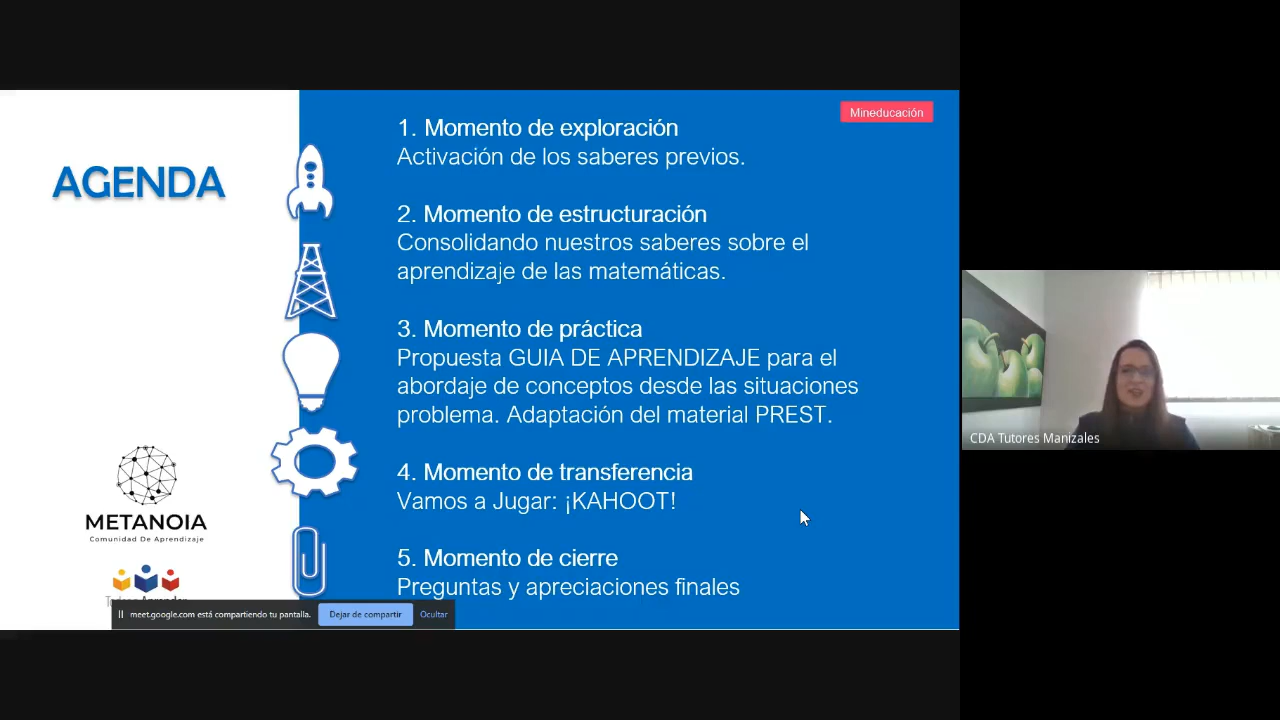 AGENDA
Mineducación
1. Momento de exploración
Activación de los saberes previos.
2. Momento de estructuración
Consolidando nuestros saberes sobre el
aprendizaje de las matemáticas.
3. Momento de práctica
Propuesta GUIA DE APRENDIZAJE para el
abordaje de conceptos desde las situaciones
problema. Adaptación del material PREST.
4. Momento de transferencia
Vamos a Jugar: ¡KAHOOT!
5. Momento de cierre
Preguntas y apreciaciones finales
METANOIA
Comunidad De Aprendizaje
meet.google.com está compartiendo tu pantalla.
Dejar de compartir
Ocultar
CDA Tutores Manizales